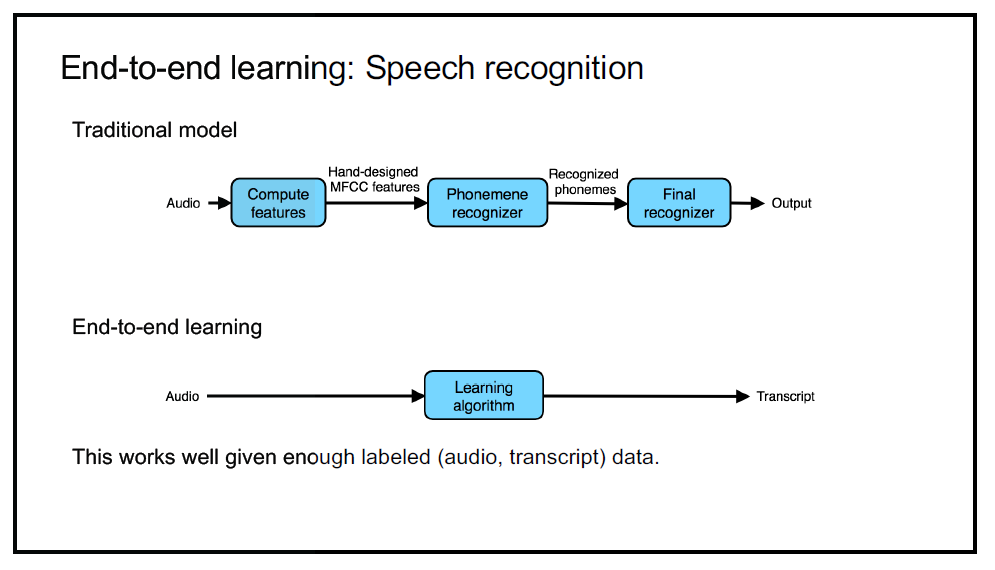 End-to-end learning: Speech recognition
Traditional model
Audio
Compute
features
Hand-designed
MFCC features
Phonemene
recognizer
Recognized
phonemes
Final
recognizer
Output
End-to-end learning
Audio
Learning
algorithm
Transcript
This works well given enough labeled (audio, transcript) data.